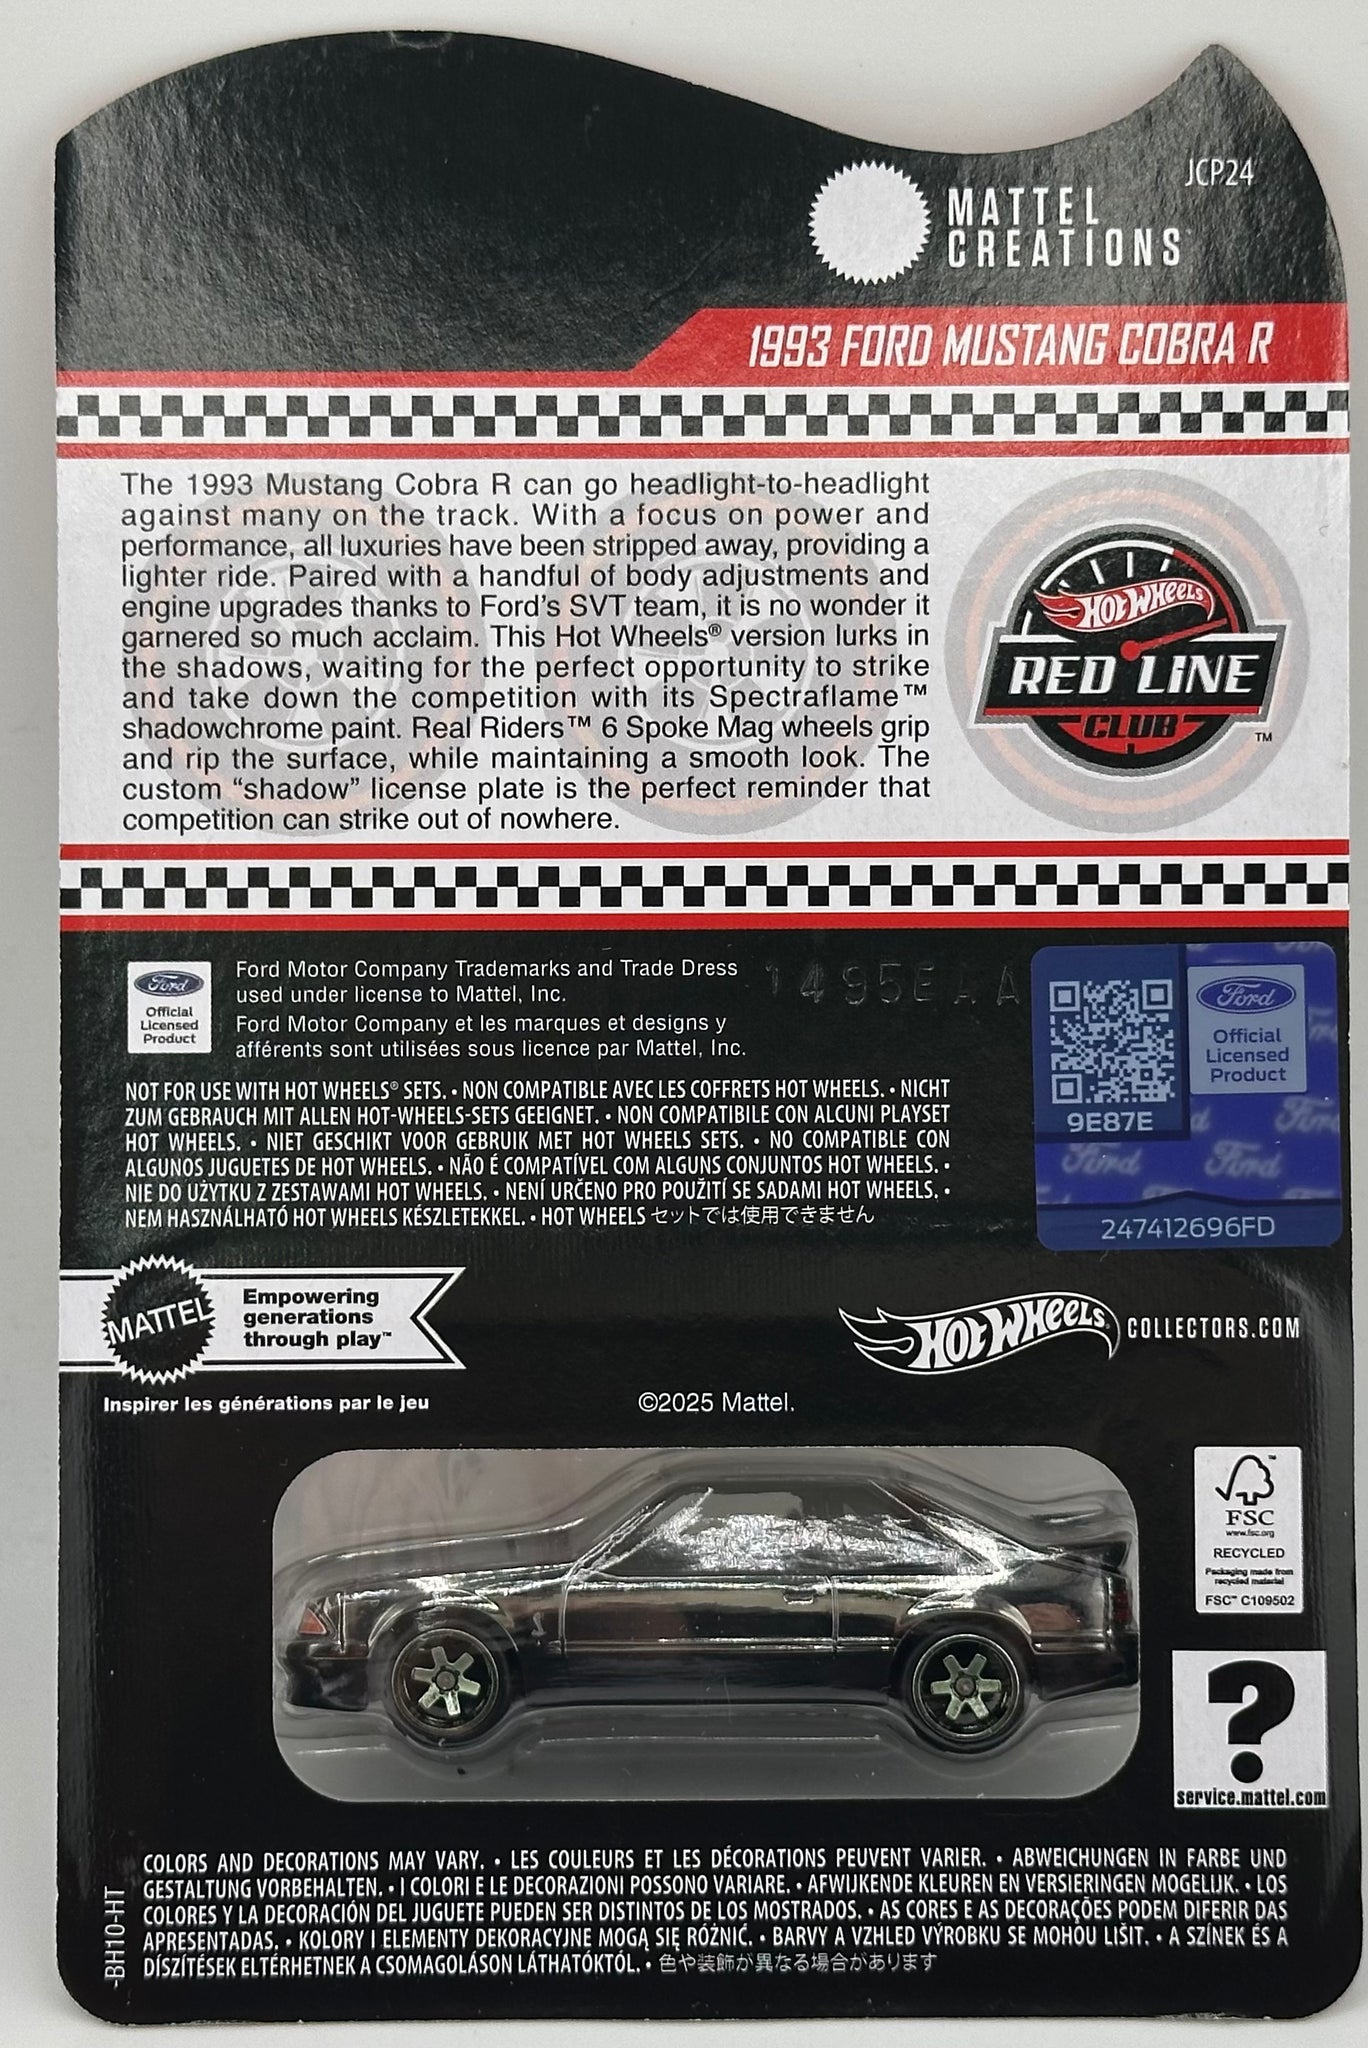 JCP24
MATTEL
CREATIONS
1993 FORD MUSTANG COBRA R
The 1993 Mustang Cobra R can go headlight-to-headlight
against many on the track. With a focus on power and
performance, all luxuries have been stripped away, providing a
lighter ride. Paired with a handful of body adjustments and
engine upgrades thanks to Ford's SVT team, it is no wonder it
garnered so much acclaim. This Hot Wheels® version lurks in
the shadows, waiting for the perfect opportunity to strike
and take down the competition with its Spectraflame™
shadowchrome paint. Real Riders™ 6 Spoke Mag wheels grip
and rip the surface, while maintaining a smooth look. The
custom “shadow” license plate is the perfect reminder that
competition can strike out of nowhere.
HOT WHEELS
RED LINE
CLUB
™
Ford
Official
Licensed
Product
Ford Motor Company Trademarks and Trade Dress
used under license to Mattel, Inc.
Ford Motor Company et les marques et designs y
afférents sont utilisées sous licence par Mattel, Inc.
1495EAA
9E87E
Ford
Official
Licensed
Product
Ford
Ford
Ford
247412696FD
NOT FOR USE WITH HOT WHEELS® SETS. • NON COMPATIBLE AVEC LES COFFRETS HOT WHEELS. • NICHT
ZUM GEBRAUCH MIT ALLEN HOT-WHEELS-SETS GEEIGNET. • NON COMPATIBILE CON ALCUNI PLAYSET
HOT WHEELS. • NIET GESCHIKT VOOR GEBRUIK MET HOT WHEELS SETS. • NO COMPATIBLE CON
ALGUNOS JUGUETES DE HOT WHEELS. • NÃO É COMPATÍVEL COM ALGUNS CONJUNTOS HOT WHEELS. •
NIE DO UŻYTKU Z ZESTAWAMI HOT WHEELS. • NENÍ URČENO PRO POUŽITÍ SE SADAMI HOT WHEELS. •
NEM HASZNÁLHATÓ HOT WHEELS KÉSZLETEKKEL. • HOT WHEELS セットでは使用できません
MATTEL
Empowering
generations
through play™
Inspirer les générations par le jeu
HOT WHEELS® COLLECTORS.COM
©2025 Mattel.
FSC
www.fsc.org
RECYCLED
Packaging made from
recycled material
FSC™ C109502
?
service.mattel.com
COLORS AND DECORATIONS MAY VARY. • LES COULEURS ET LES DÉCORATIONS PEUVENT VARIER. • ABWEICHUNGEN IN FARBE UND
GESTALTUNG VORBEHALTEN. • I COLORI E LE DECORAZIONI POSSONO VARIARE. • AFWIJKENDE KLEUREN EN VERSIERINGEN MOGELIJK. • LOS
COLORES Y LA DECORACIÓN DEL JUGUETE PUEDEN SER DISTINTOS DE LOS MOSTRADOS. • AS CORES E AS DECORAÇÕES PODEM DIFERIR DAS
APRESENTADAS. • KOLORY I ELEMENTY DEKORACYJNE MOGĄ SIĘ RÓŻNIĆ. • BARVY A VZHLED VÝROBKU SE MOHOU LIŠIT. • A SZÍNEK ÉS A
DÍSZÍTÉSEK ELTÉRHETNEK A CSOMAGOLÁSON LÁTHATÓKTÓL. • 色や装飾が異なる場合があります
-BH10-HT